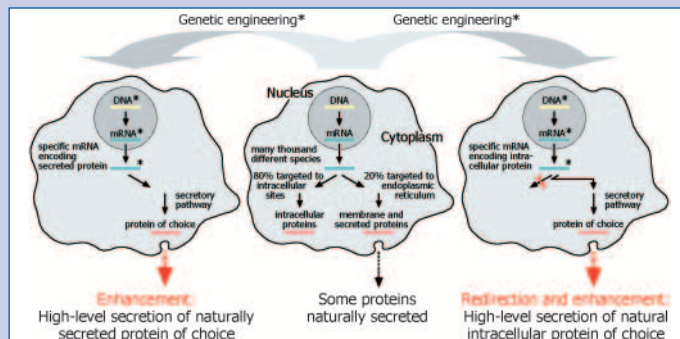 Genetic engineering*
Genetic engineering*
DNA*
mRNA*
specific mRNA
encoding
secreted protein
*
secretory
pathway
protein of choice
Enhancement:
High-level secretion of naturally
secreted protein of choice
Nucleus
DNA
mRNA
Cytoplasm
many thousand
different species
80% targeted to
intracellular
sites
20% targeted to
endoplasmic
reticulum
intracellular
proteins
membrane and
secreted proteins
Some proteins
naturally secreted
DNA*
mRNA*
specific mRNA
encoding intra-
cellular protein
*
secretory
pathway
protein of choice
Redirection and enhancement:
High-level secretion of natural
intracellular protein of choice